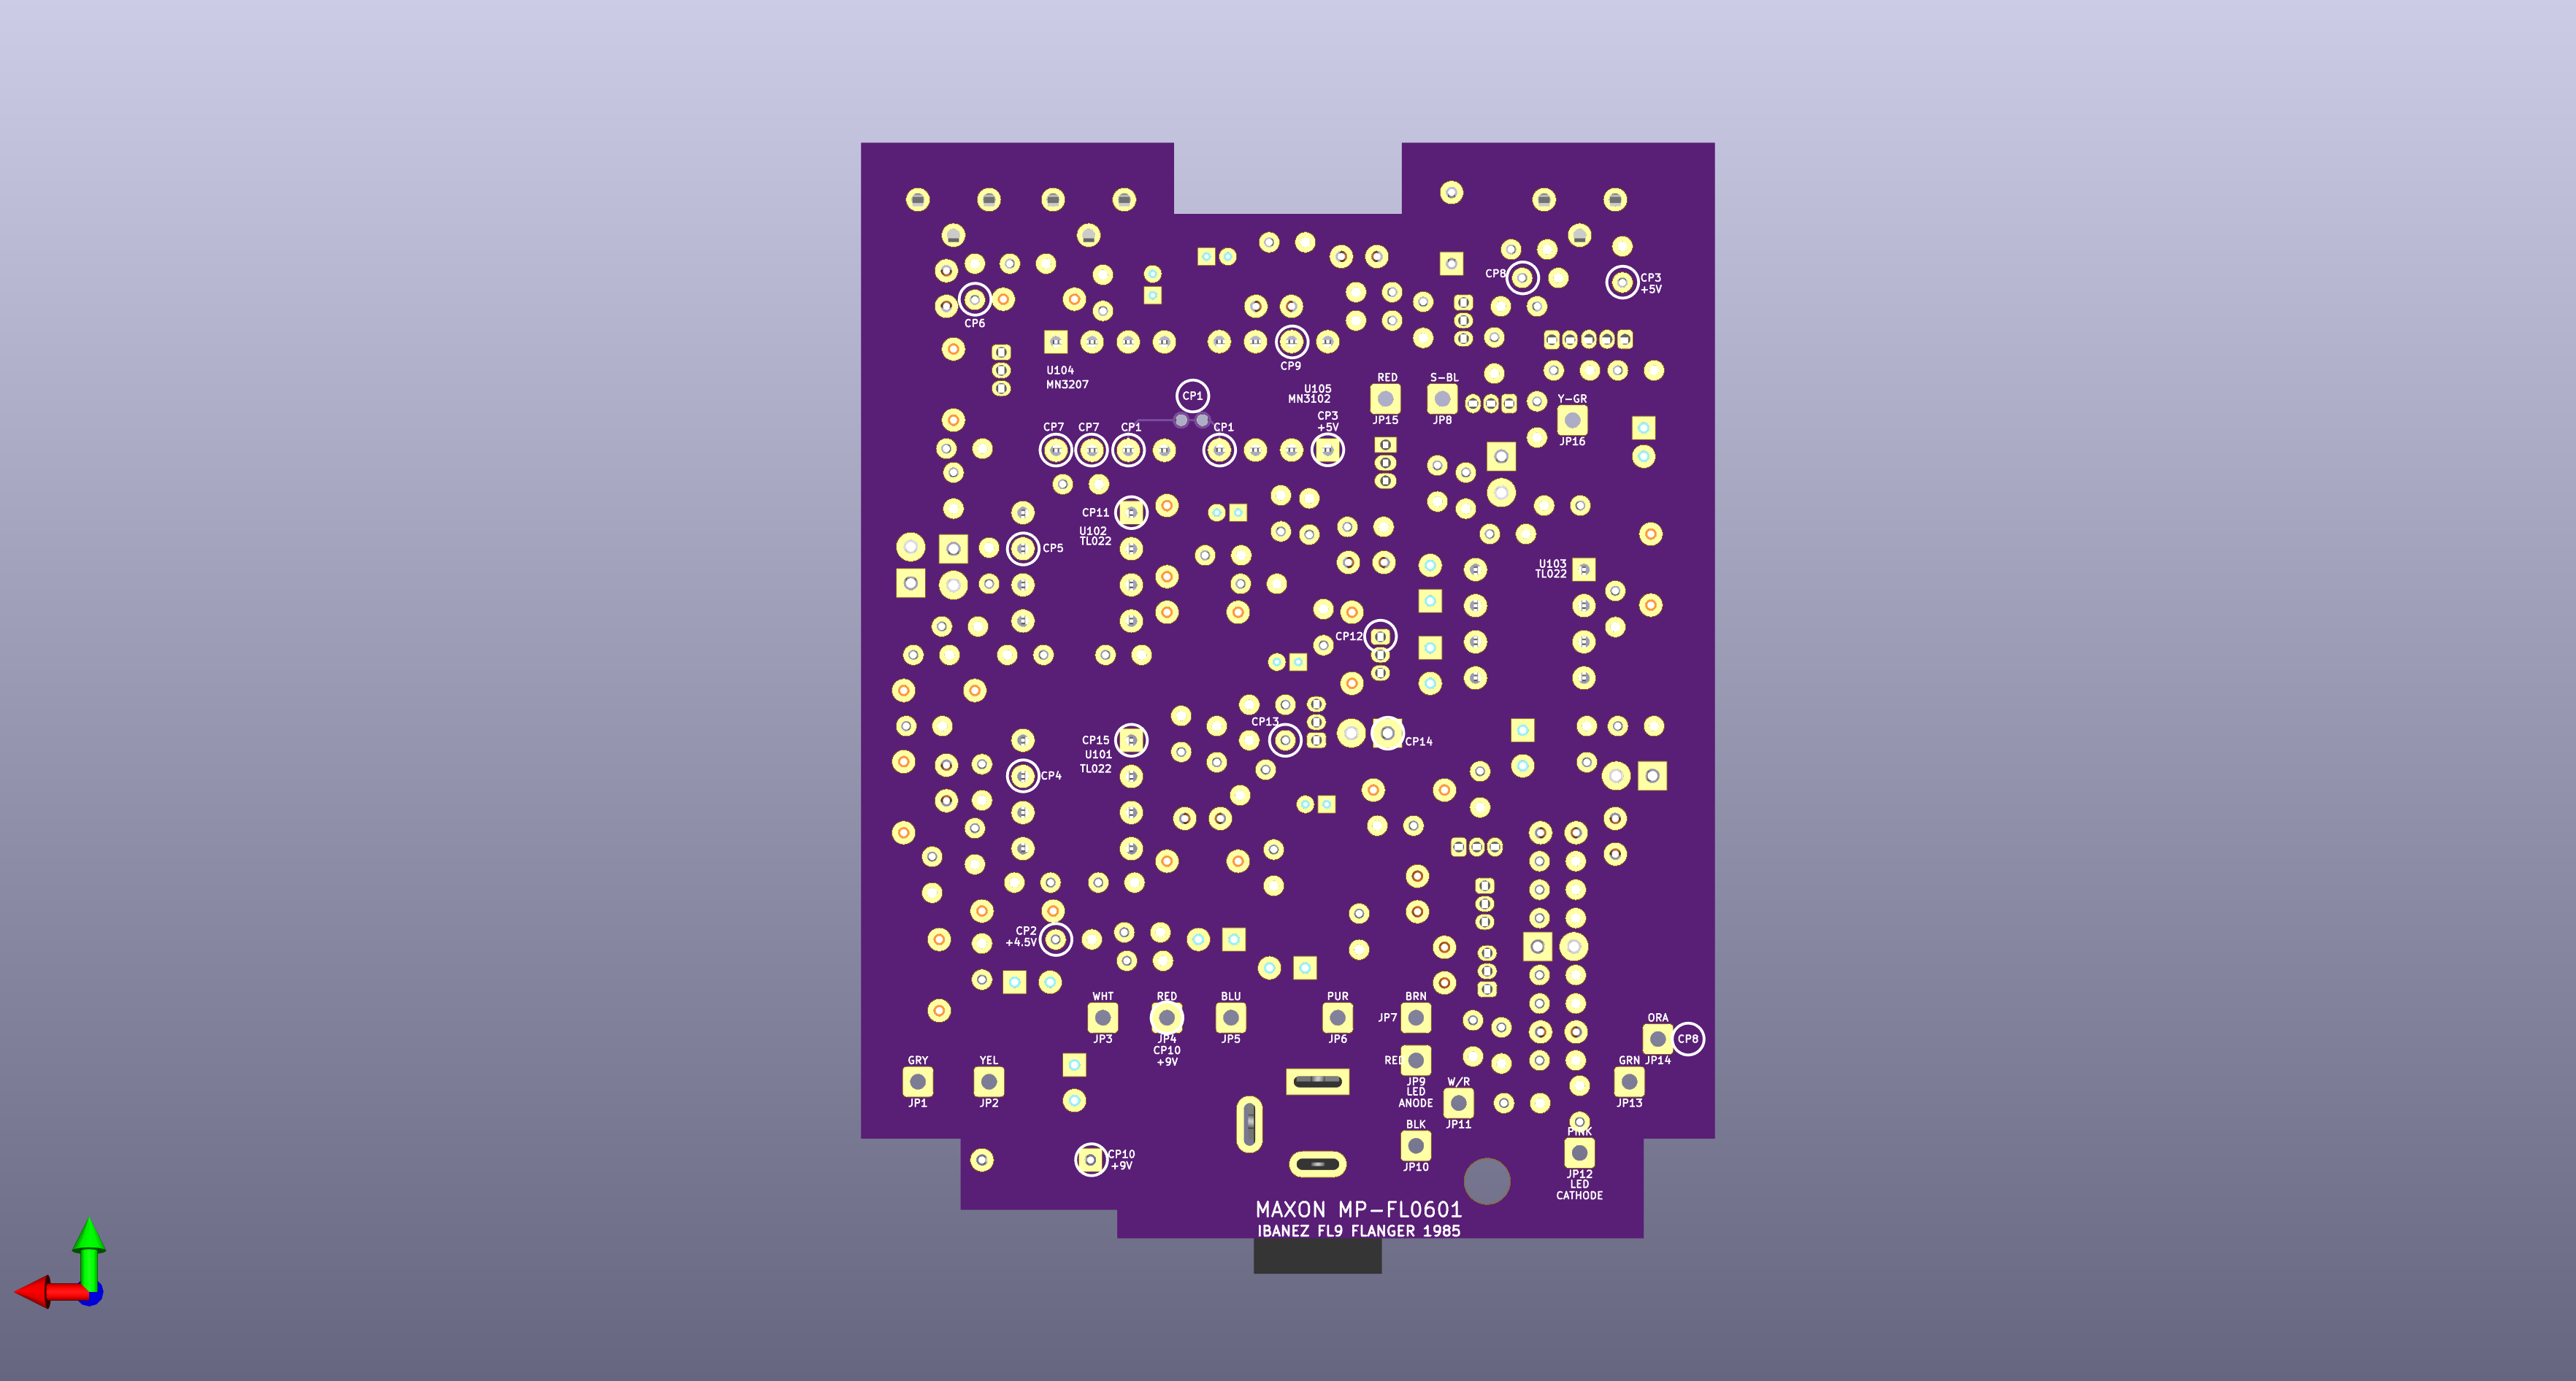 CP8
CP3
+5V
CP6
U104
MN3207
CP9
CP1
U105
MN3102
RED
JP15
S-BL
JP8
Y-GR
JP16
CP7
CP7
CP1
CP1
CP3
+5V
CP11
U102
TL022
CP5
U103
TL022
CP12
CP13
CP14
CP15
U101
TL022
CP4
CP2
+4.5V
WHT
JP3
RED
JP4
CP10
+9V
BLU
JP5
PUR
JP6
BRN
JP7
ORA
CP8
JP14
GRY
JP1
YEL
JP2
RED
JP9
LED
ANODE
W/R
JP11
GRN
JP13
BLK
JP10
PINK
JP12
LED
CATHODE
CP10
+9V
MAXON MP-FL0601
IBANEZ FL9 FLANGER 1985